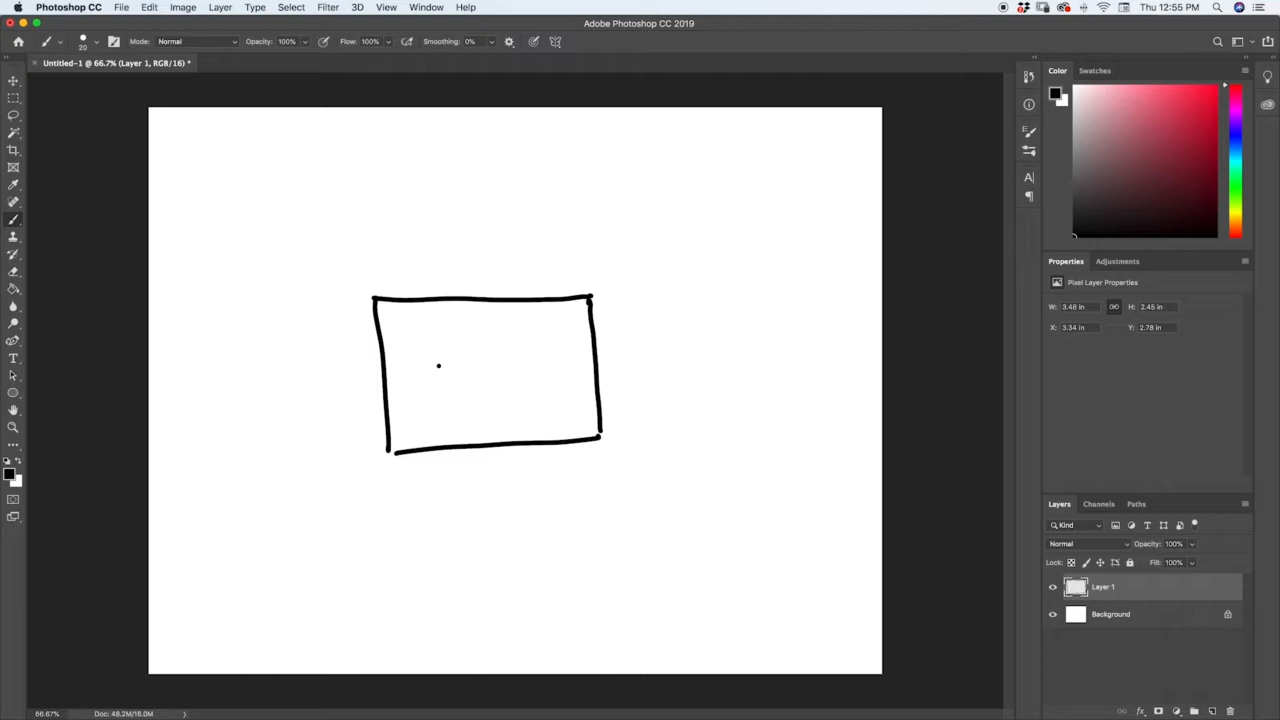 Photoshop CC File Edit Image Layer Type Select Filter 3D View Window Help Thu 12:55 PM
Adobe Photoshop CC 2019
20 Mode: Normal Opacity: 100% Flow: 100% Smoothing: 0%
× Untitled-1 @ 66.7% (Layer 1, RGB/16) *
Color Swatches
Properties Adjustments
Pixel Layer Properties
W: 3.48 in H: 2.45 in
X: 3.34 in Y: 2.78 in
Layers Channels Paths
Kind
Normal Opacity: 100%
Lock: Fill: 100%
Layer 1
Background
66.67% Doc: 48.2M/16.0M